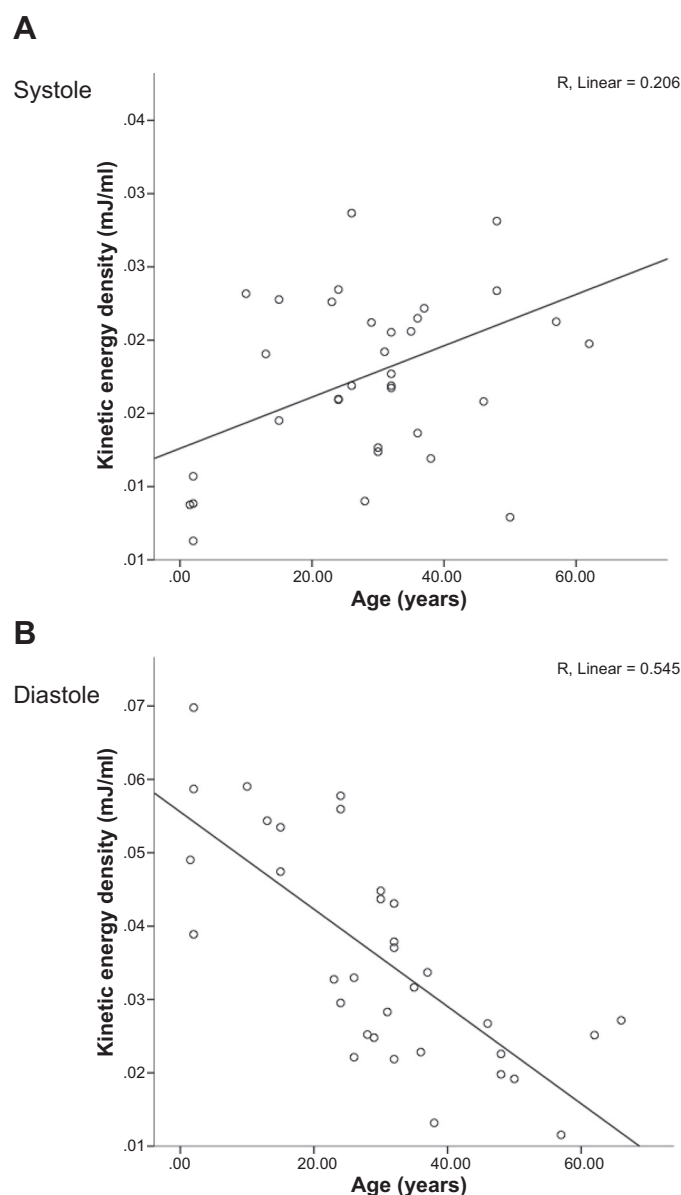 A
Systole
R, Linear = 0.206
Kinetic energy density (mJ/ml)
.04
.03
.03
.02
.02
.01
.01
.00 20.00 40.00 60.00
Age (years)
B
Diastole
R, Linear = 0.545
Kinetic energy density (mJ/ml)
.07
.06
.05
.04
.03
.02
.01
.00 20.00 40.00 60.00
Age (years)